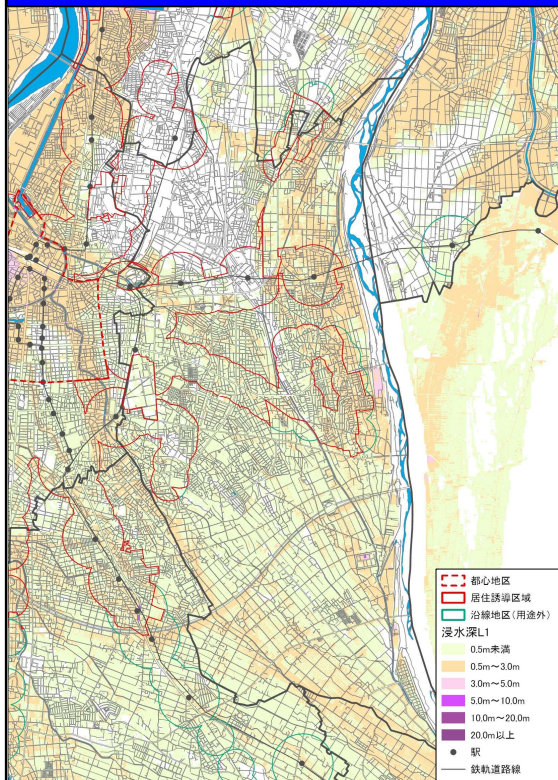 都心地区
居住誘導区域
沿線地区(用途外)
浸水深L1
0.5m未満
0.5m～3.0m
3.0m～5.0m
5.0m～10.0m
10.0m～20.0m
20.0m以上
駅
鉄軌道路線